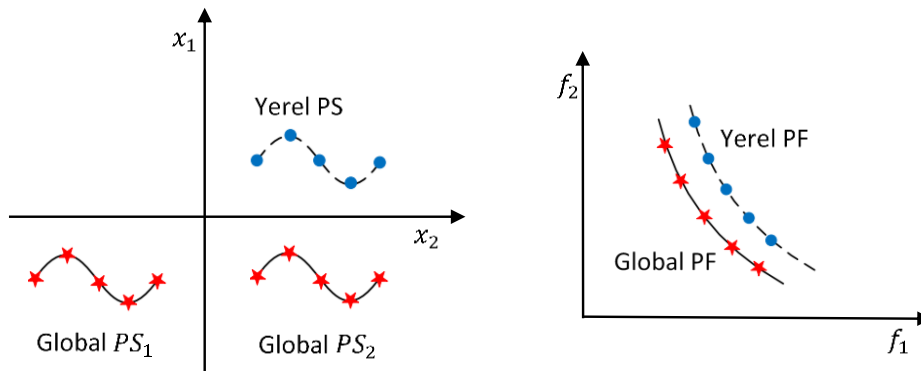 x₁
Yerel PS
x₂
Global PS₁
Global PS₂
f₂
Yerel PF
Global PF
f₁